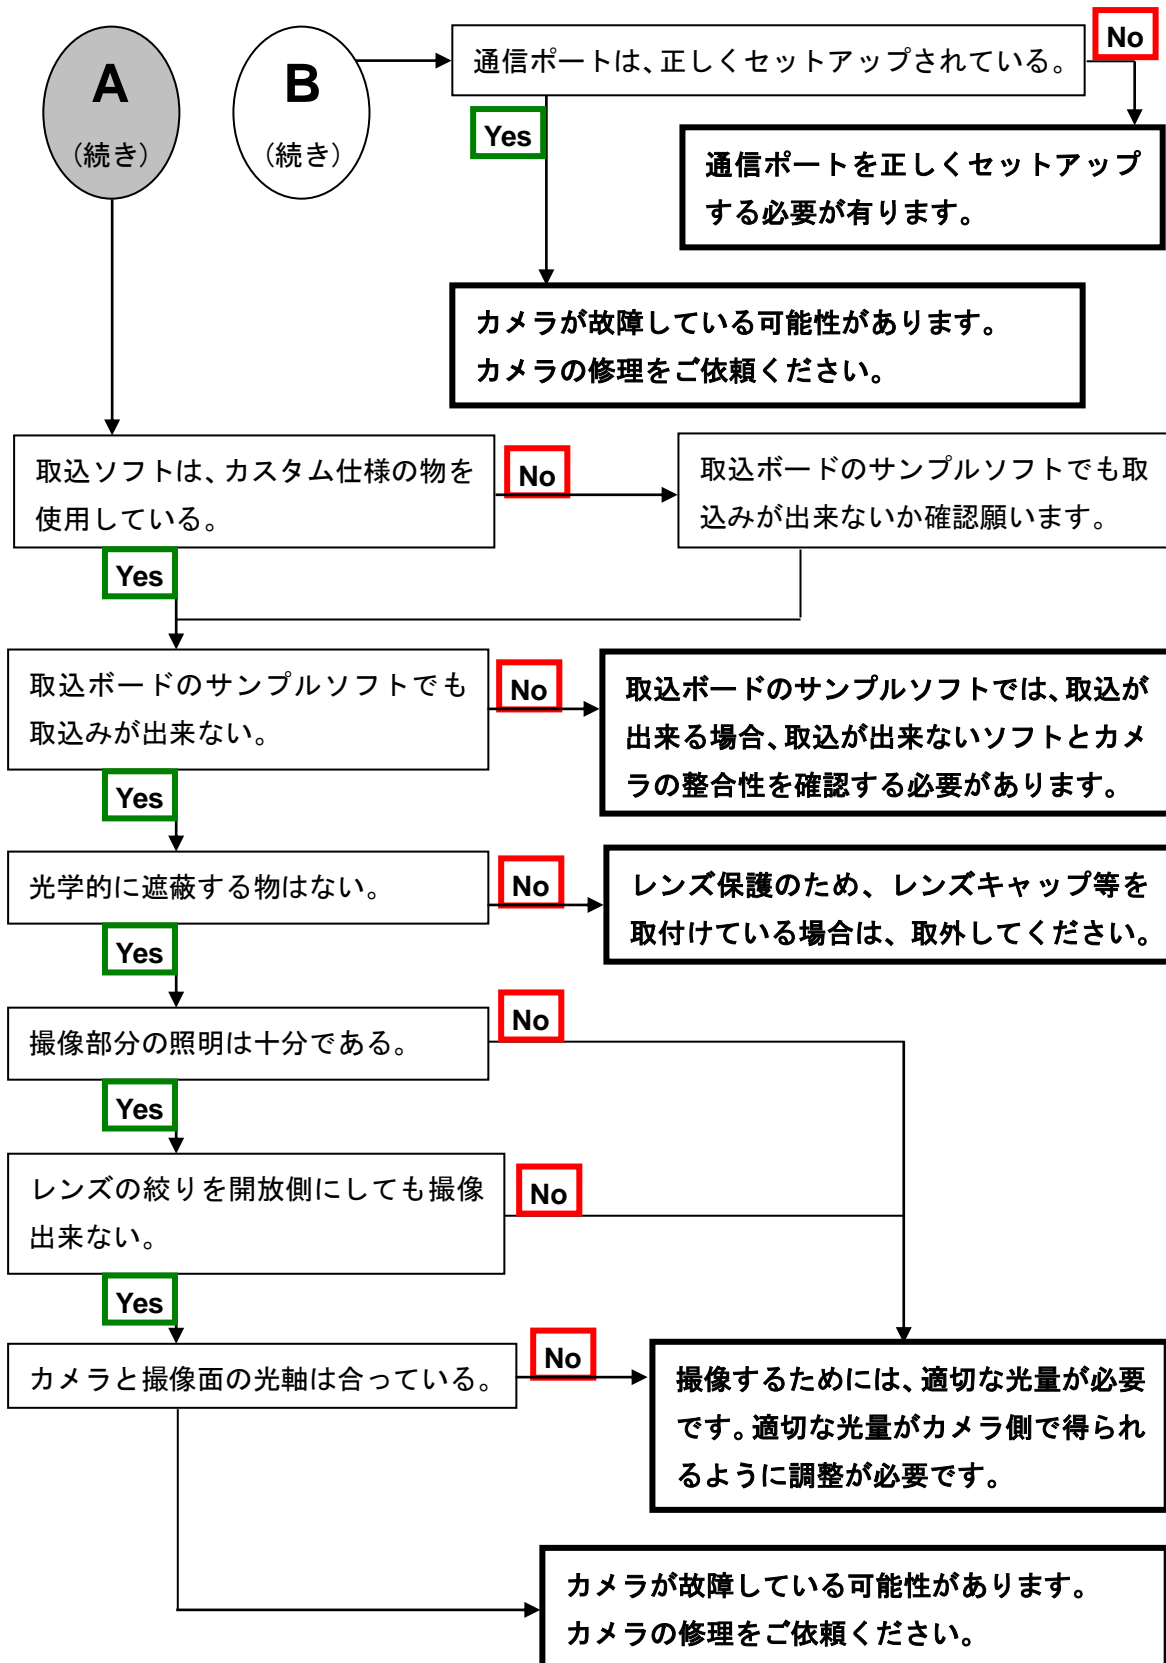 A
(続き)
B
(続き)
通信ポートは、正しくセットアップされている。
No
Yes
通信ポートを正しくセットアップ
する必要が有ります。
カメラが故障している可能性があります。
カメラの修理をご依頼ください。
取込ソフトは、カスタム仕様の物を
使用している。
No
取込ボードのサンプルソフトでも取
込みが出来ないか確認願います。
Yes
取込ボードのサンプルソフトでも
取込みが出来ない。
No
取込ボードのサンプルソフトでは、取込が
出来る場合、取込が出来ないソフトとカメ
ラの整合性を確認する必要があります。
Yes
光学的に遮蔽する物はない。
No
レンズ保護のため、レンズキャップ等を
取付けている場合は、取外してください。
Yes
撮像部分の照明は十分である。
No
Yes
レンズの絞りを開放側にしても撮像
出来ない。
No
Yes
カメラと撮像面の光軸は合っている。
No
撮像するためには、適切な光量が必要
です。適切な光量がカメラ側で得られ
るように調整が必要です。
カメラが故障している可能性があります。
カメラの修理をご依頼ください。